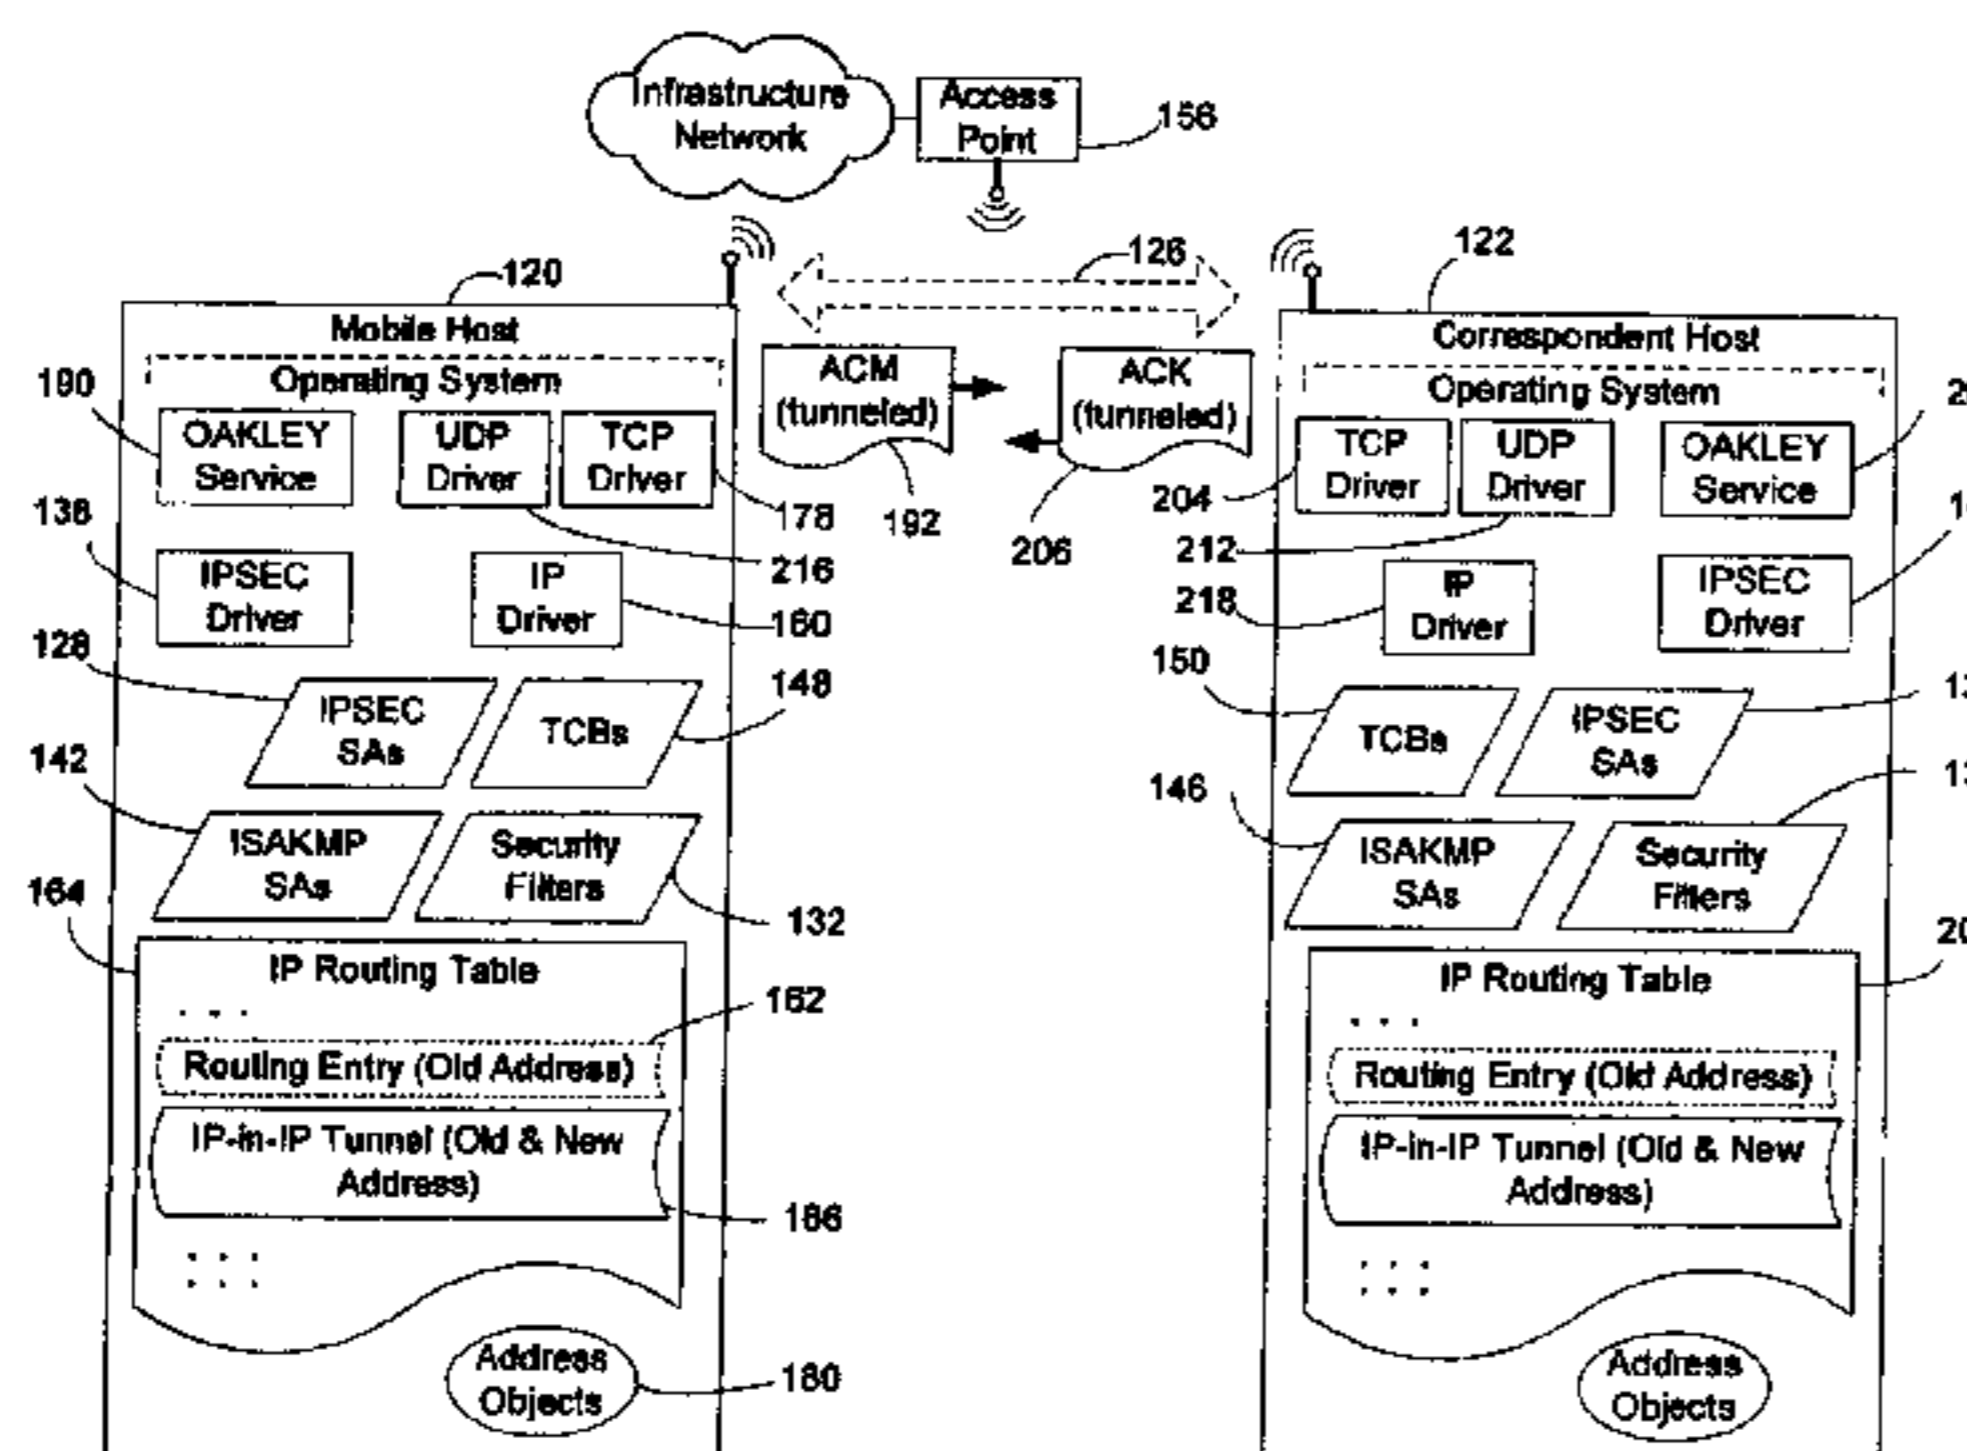 Infrastructure
Network
Access
Point
156
126
122
120
Mobile Host
Operating System
190
OAKLEY
Service
UDP
Driver
TCP
Driver
178
216
138
IPSEC
Driver
IP
Driver
160
128
IPSEC
SAs
TCBs
148
142
ISAKMP
SAs
Security
Filters
132
164
IP Routing Table
. . .
162
Routing Entry (Old Address)
IP-in-IP Tunnel (Old & New
Address)
186
. . .
. . .
Address
Objects
180
ACM
(tunneled)
192
ACK
(tunneled)
206
Correspondent Host
Operating System
204
TCP
Driver
UDP
Driver
OAKLEY
Service
212
218
IP
Driver
IPSEC
Driver
150
TCBs
IPSEC
SAs
146
ISAKMP
SAs
Security
Filters
IP Routing Table
. . .
Routing Entry (Old Address)
IP-in-IP Tunnel (Old & New
Address)
. . .
. . .
Address
Objects